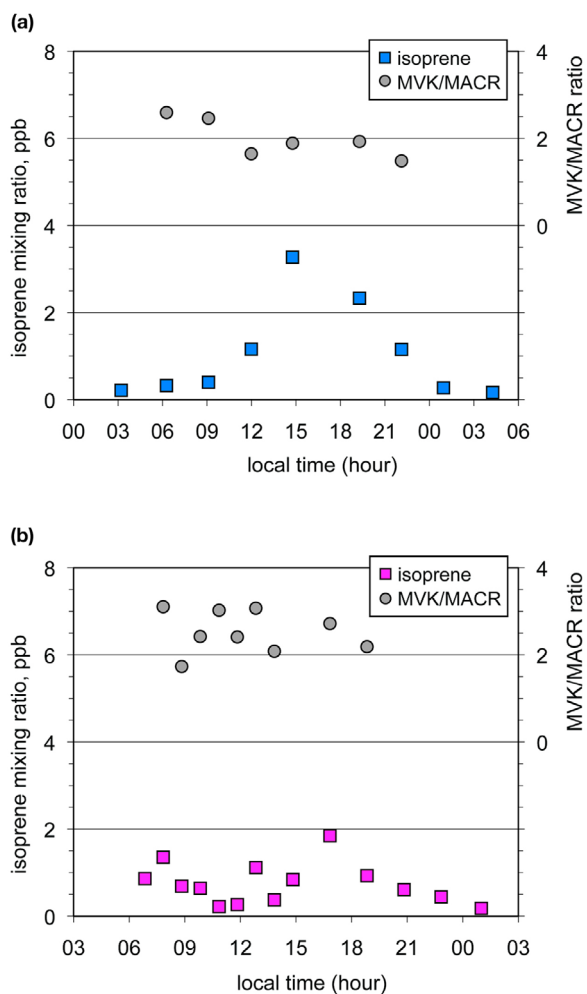 (a)
8
6
4
2
0
4
2
0
isoprene
MVK/MACR
isoprene mixing ratio, ppb
MVK/MACR ratio
00 03 06 09 12 15 18 21 00 03 06
local time (hour)
(b)
8
6
4
2
0
4
2
0
isoprene
MVK/MACR
isoprene mixing ratio, ppb
MVK/MACR ratio
03 06 09 12 15 18 21 00 03
local time (hour)